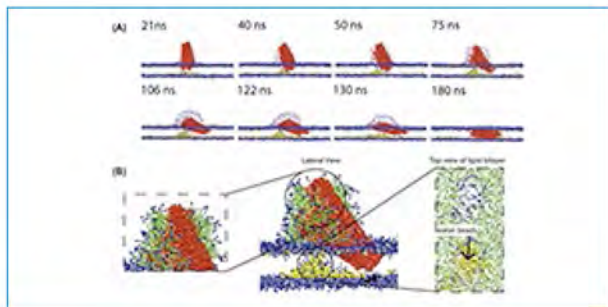 (A) 21ns 40 ns 50 ns 75 ns
106 ns 122 ns 130 ns 180 ns
(B)
Lateral View
Top view of lipid bilayer